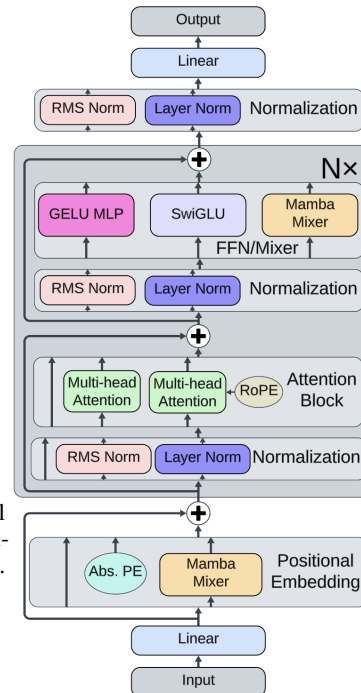 Output
Linear
RMS Norm Layer Norm Normalization
N×
GELU MLP SwiGLU Mamba Mixer
FFN/Mixer
RMS Norm Layer Norm Normalization
Multi-head Attention Multi-head Attention RoPE Attention Block
RMS Norm Layer Norm Normalization
l
-
.
Abs. PE Mamba Mixer Positional Embedding
Linear
Input